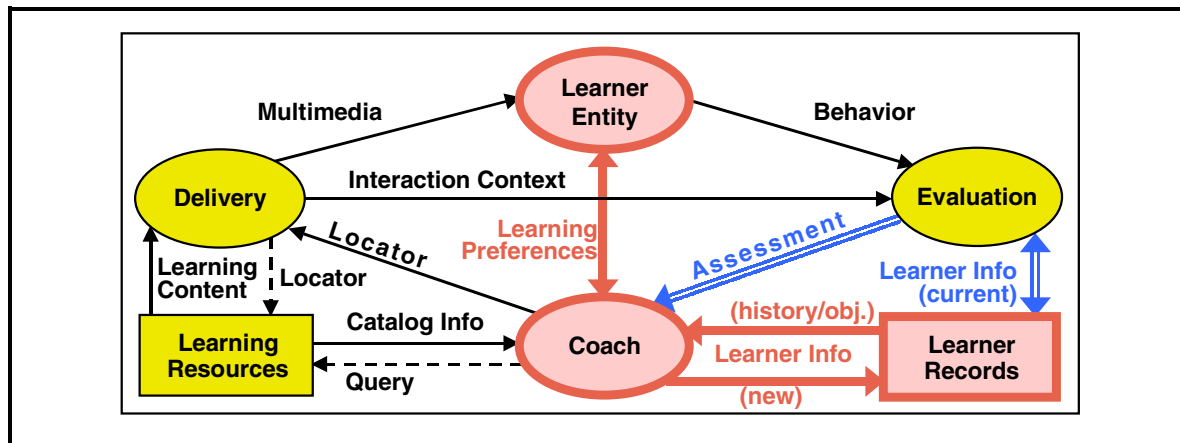 Learner
Entity
Multimedia
Behavior
Delivery
Interaction Context
Evaluation
Learning
Preferences
Locator
Assessment
Learning
Content
Locator
Learner Info
(current)
Learning
Resources
Catalog Info
Query
Coach
(history/obj.)
Learner Info
(new)
Learner
Records